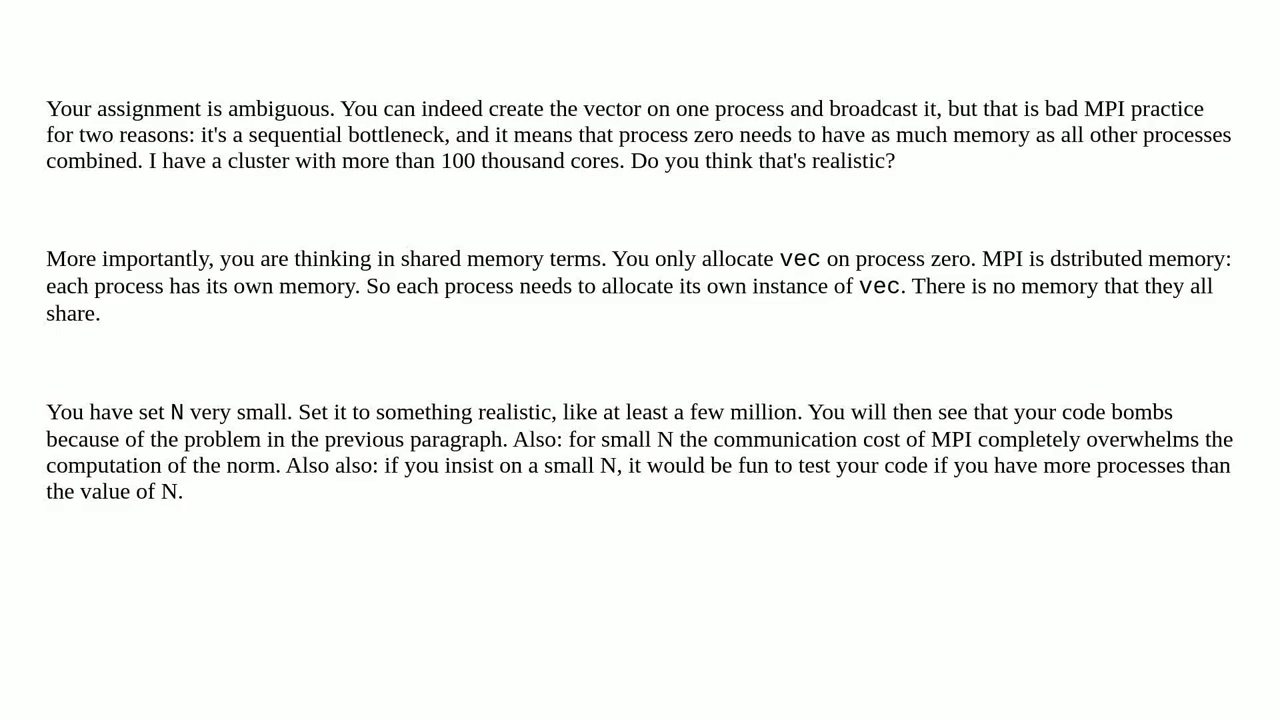 Your assignment is ambiguous. You can indeed create the vector on one process and broadcast it, but that is bad MPI practice
for two reasons: it's a sequential bottleneck, and it means that process zero needs to have as much memory as all other processes
combined. I have a cluster with more than 100 thousand cores. Do you think that's realistic?
More importantly, you are thinking in shared memory terms. You only allocate vec on process zero. MPI is dstributed memory:
each process has its own memory. So each process needs to allocate its own instance of vec. There is no memory that they all
share.
You have set N very small. Set it to something realistic, like at least a few million. You will then see that your code bombs
because of the problem in the previous paragraph. Also: for small N the communication cost of MPI completely overwhelms the
computation of the norm. Also also: if you insist on a small N, it would be fun to test your code if you have more processes than
the value of N.